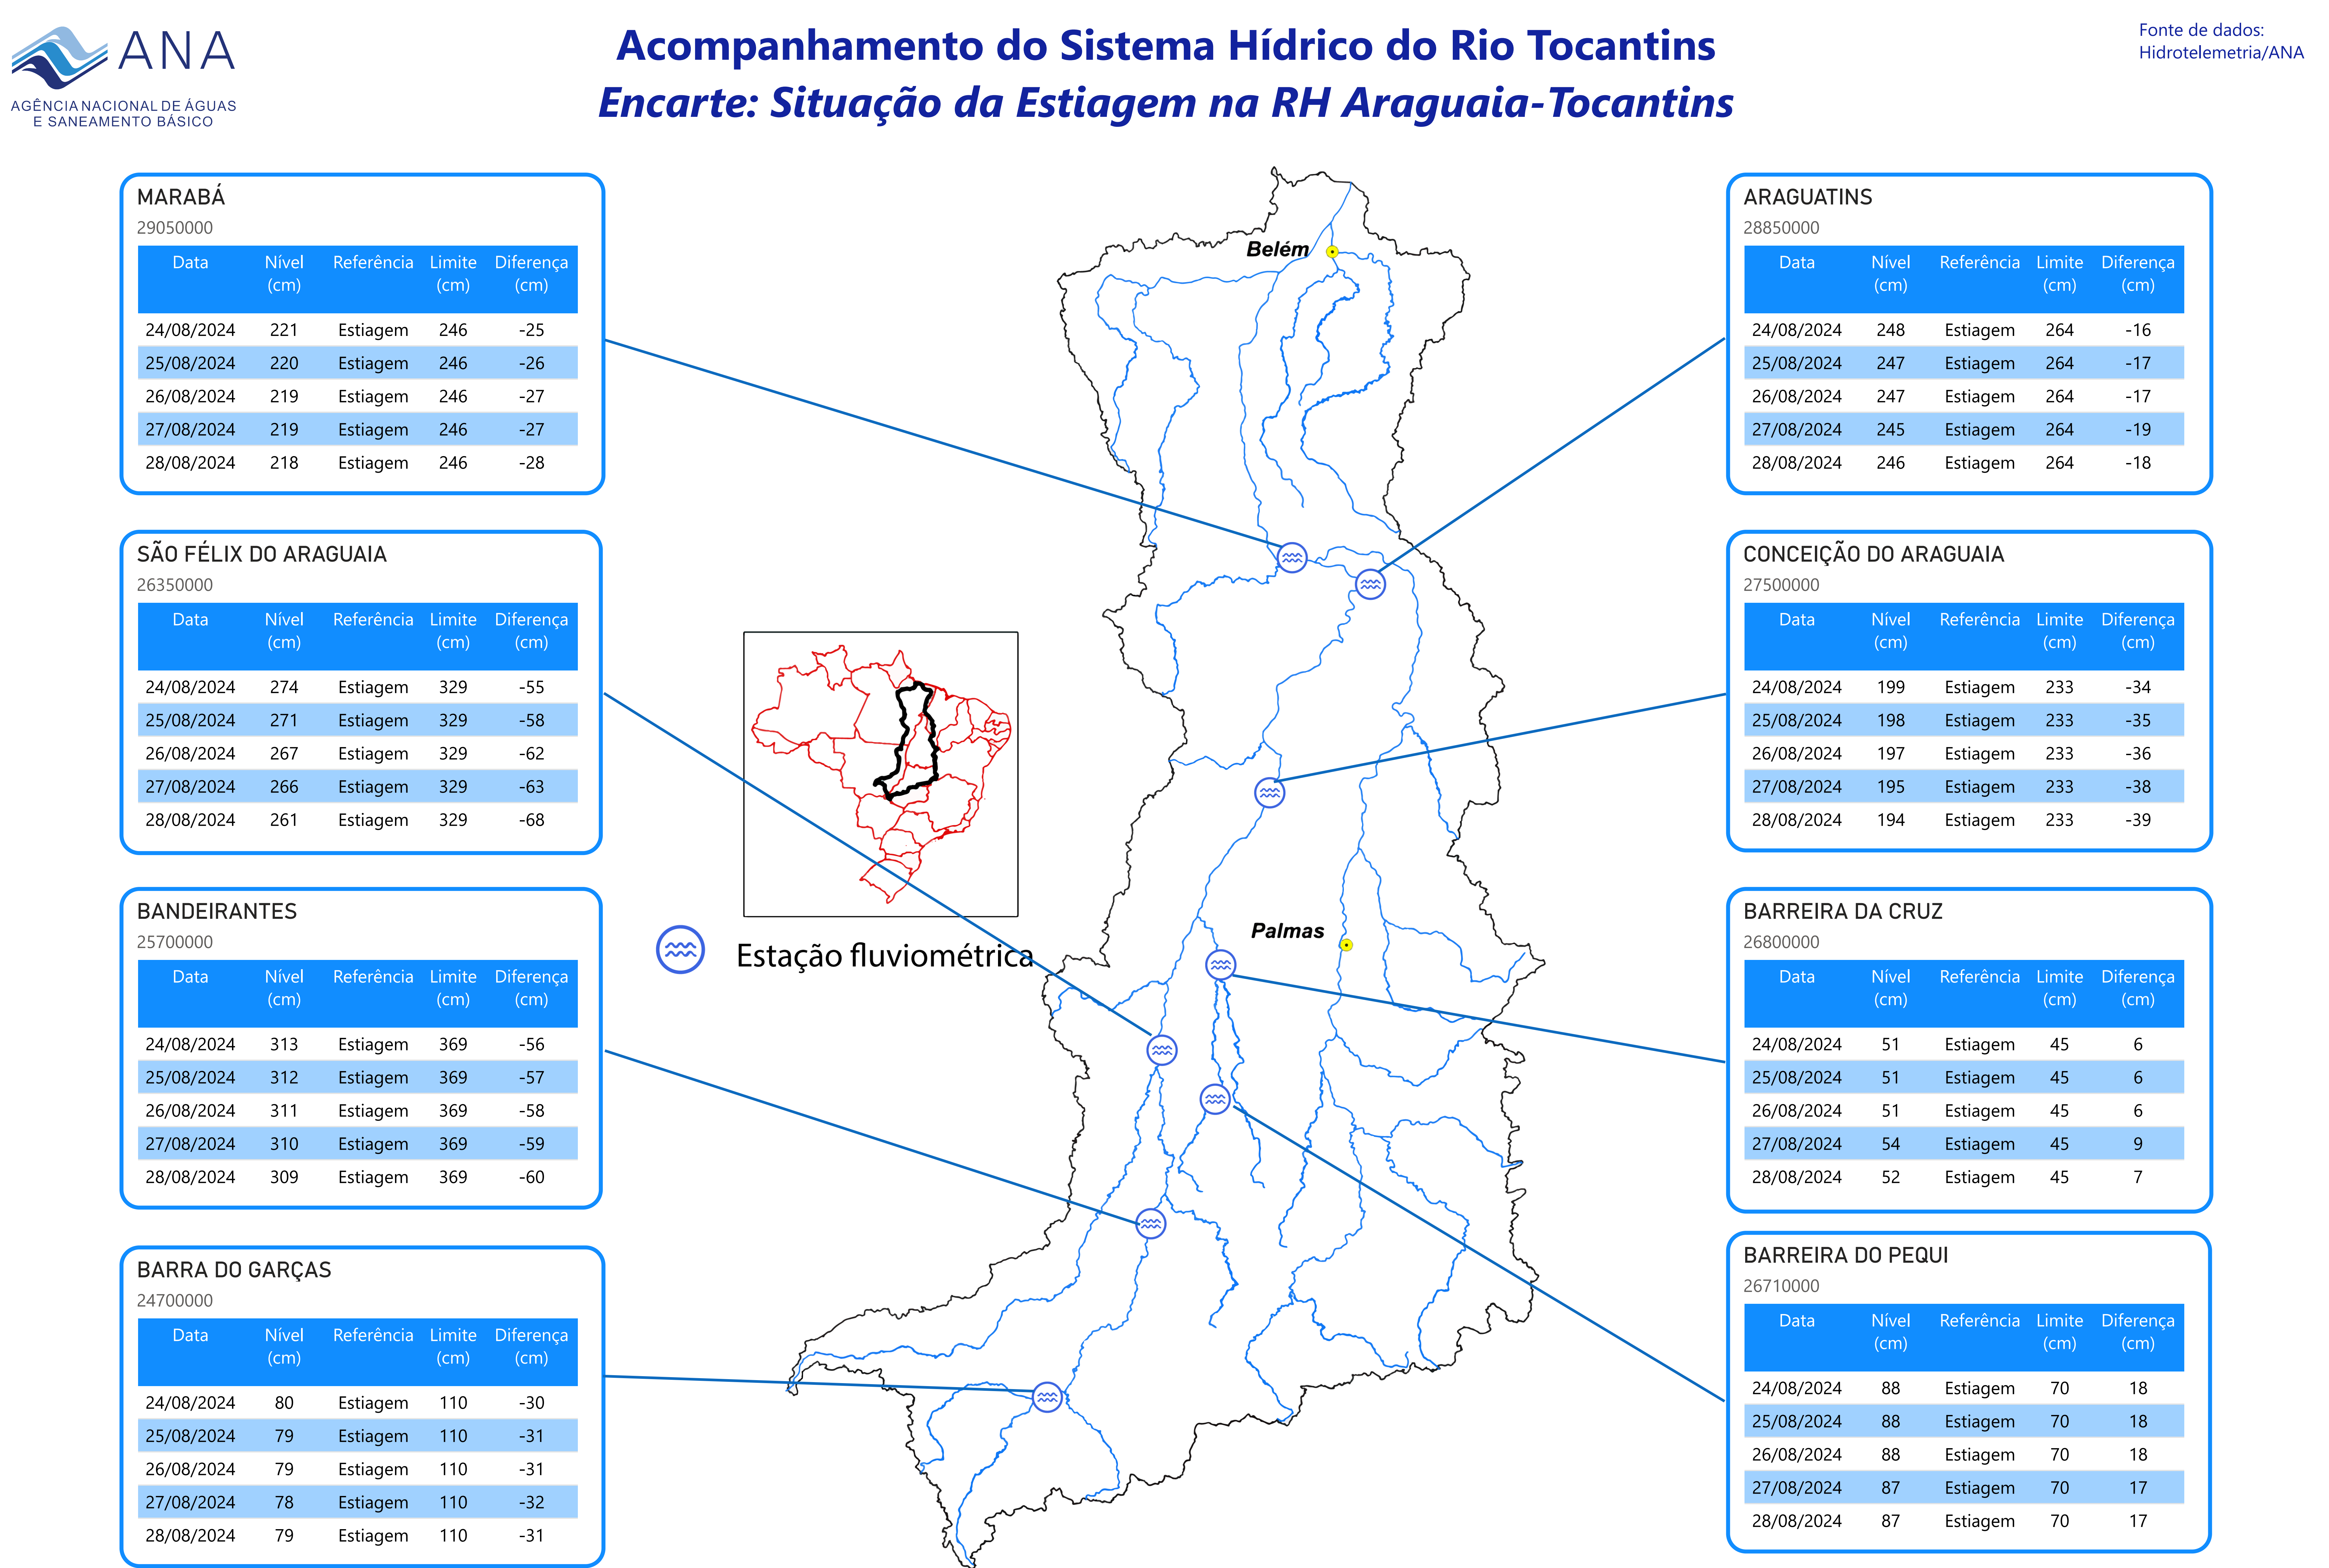 ANA
AGÊNCIA NACIONAL DE ÁGUAS
E SANEAMENTO BÁSICO
Acompanhamento do Sistema Hídrico do Rio Tocantins
Encarte: Situação da Estiagem na RH Araguaia-Tocantins
Fonte de dados:
Hidrotelemetria/ANA
MARABÁ
29050000
Data Nível (cm) Referência Limite (cm) Diferença (cm)
24/08/2024 221 Estiagem 246 -25
25/08/2024 220 Estiagem 246 -26
26/08/2024 219 Estiagem 246 -27
27/08/2024 219 Estiagem 246 -27
28/08/2024 218 Estiagem 246 -28
SÃO FÉLIX DO ARAGUAIA
26350000
Data Nível (cm) Referência Limite (cm) Diferença (cm)
24/08/2024 274 Estiagem 329 -55
25/08/2024 271 Estiagem 329 -58
26/08/2024 267 Estiagem 329 -62
27/08/2024 266 Estiagem 329 -63
28/08/2024 261 Estiagem 329 -68
BANDEIRANTES
25700000
Data Nível (cm) Referência Limite (cm) Diferença (cm)
24/08/2024 313 Estiagem 369 -56
25/08/2024 312 Estiagem 369 -57
26/08/2024 311 Estiagem 369 -58
27/08/2024 310 Estiagem 369 -59
28/08/2024 309 Estiagem 369 -60
BARRA DO GARÇAS
24700000
Data Nível (cm) Referência Limite (cm) Diferença (cm)
24/08/2024 80 Estiagem 110 -30
25/08/2024 79 Estiagem 110 -31
26/08/2024 79 Estiagem 110 -31
27/08/2024 78 Estiagem 110 -32
28/08/2024 79 Estiagem 110 -31
Belém
Palmas
Estação fluviométrica
ARAGUATINS
28850000
Data Nível (cm) Referência Limite (cm) Diferença (cm)
24/08/2024 248 Estiagem 264 -16
25/08/2024 247 Estiagem 264 -17
26/08/2024 247 Estiagem 264 -17
27/08/2024 245 Estiagem 264 -19
28/08/2024 246 Estiagem 264 -18
CONCEIÇÃO DO ARAGUAIA
27500000
Data Nível (cm) Referência Limite (cm) Diferença (cm)
24/08/2024 199 Estiagem 233 -34
25/08/2024 198 Estiagem 233 -35
26/08/2024 197 Estiagem 233 -36
27/08/2024 195 Estiagem 233 -38
28/08/2024 194 Estiagem 233 -39
BARREIRA DA CRUZ
26800000
Data Nível (cm) Referência Limite (cm) Diferença (cm)
24/08/2024 51 Estiagem 45 6
25/08/2024 51 Estiagem 45 6
26/08/2024 51 Estiagem 45 6
27/08/2024 54 Estiagem 45 9
28/08/2024 52 Estiagem 45 7
BARREIRA DO PEQUI
26710000
Data Nível (cm) Referência Limite (cm) Diferença (cm)
24/08/2024 88 Estiagem 70 18
25/08/2024 88 Estiagem 70 18
26/08/2024 88 Estiagem 70 18
27/08/2024 87 Estiagem 70 17
28/08/2024 87 Estiagem 70 17